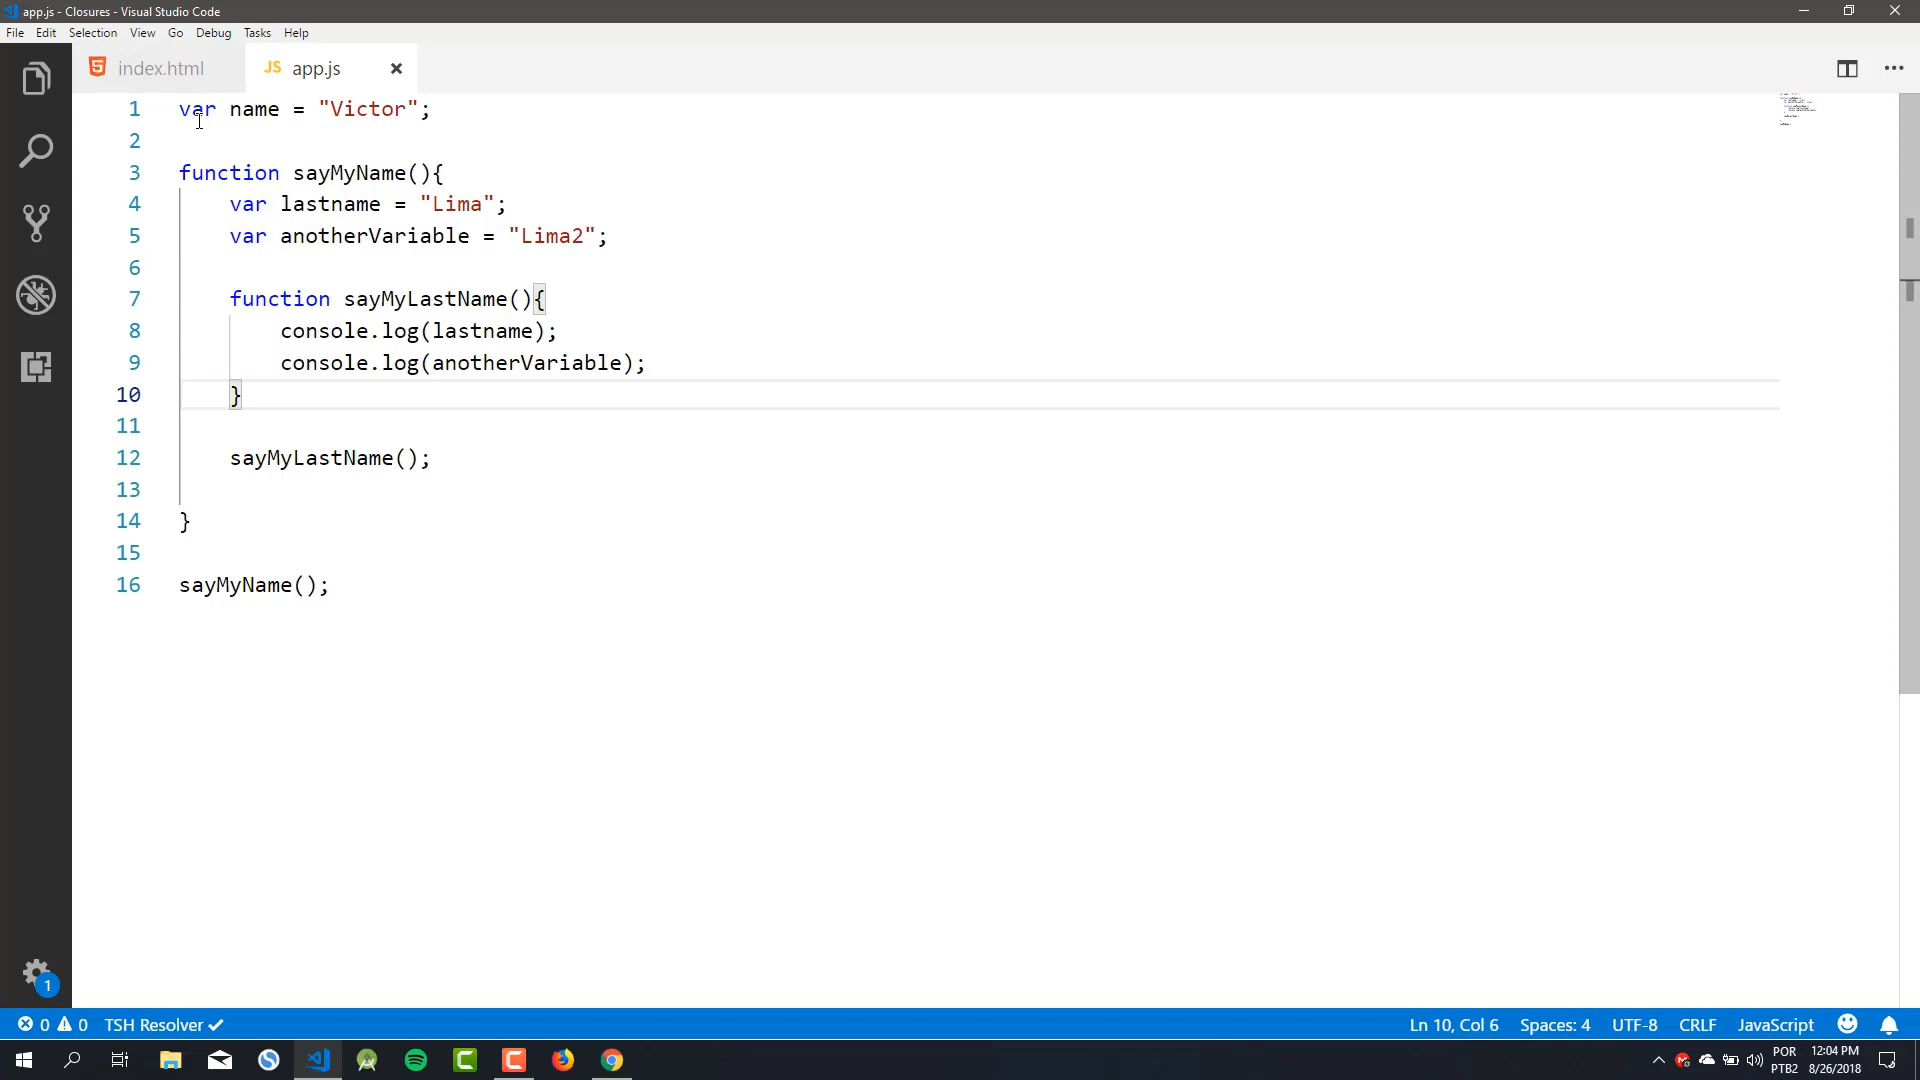 app.js - Closures - Visual Studio Code
File Edit Selection View Go Debug Tasks Help
index.html JS app.js
1 var name = "Victor";
2
3 function sayMyName(){
4 var lastname = "Lima";
5 var anotherVariable = "Lima2";
6
7 function sayMyLastName(){
8 console.log(lastname);
9 console.log(anotherVariable);
10 }
11
12 sayMyLastName();
13
14 }
15
16 sayMyName();
1
0 0 TSH Resolver Ln 10, Col 6 Spaces: 4 UTF-8 CRLF JavaScript
POR 12:04 PM
PTB2 8/26/2018